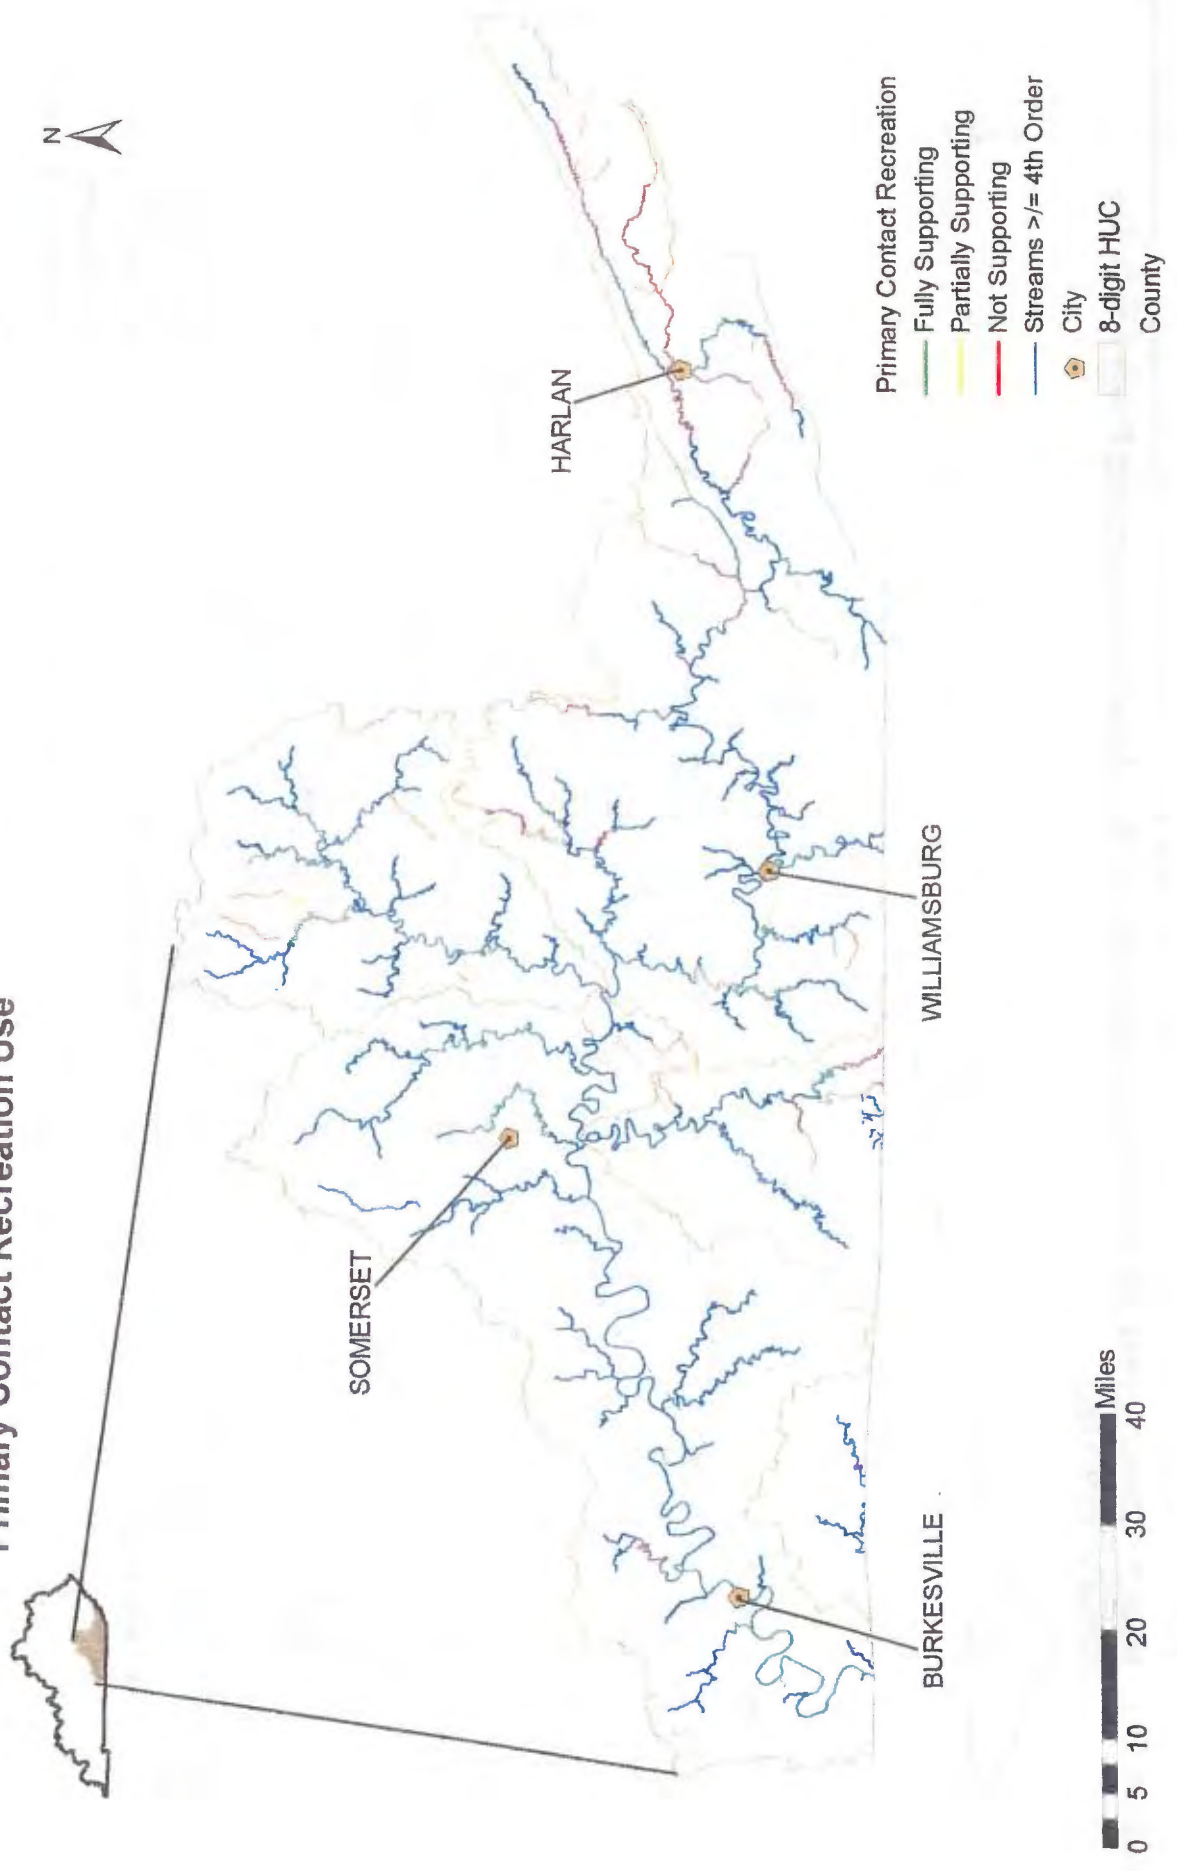 Primary Contact Recreation Use
N
HARLAN
SOMERSET
WILLIAMSBURG
BURKESVILLE
Primary Contact Recreation
Fully Supporting
Partially Supporting
Not Supporting
Streams >/= 4th Order
City
8-digit HUC
County
Miles
0 5 10 20 30 40